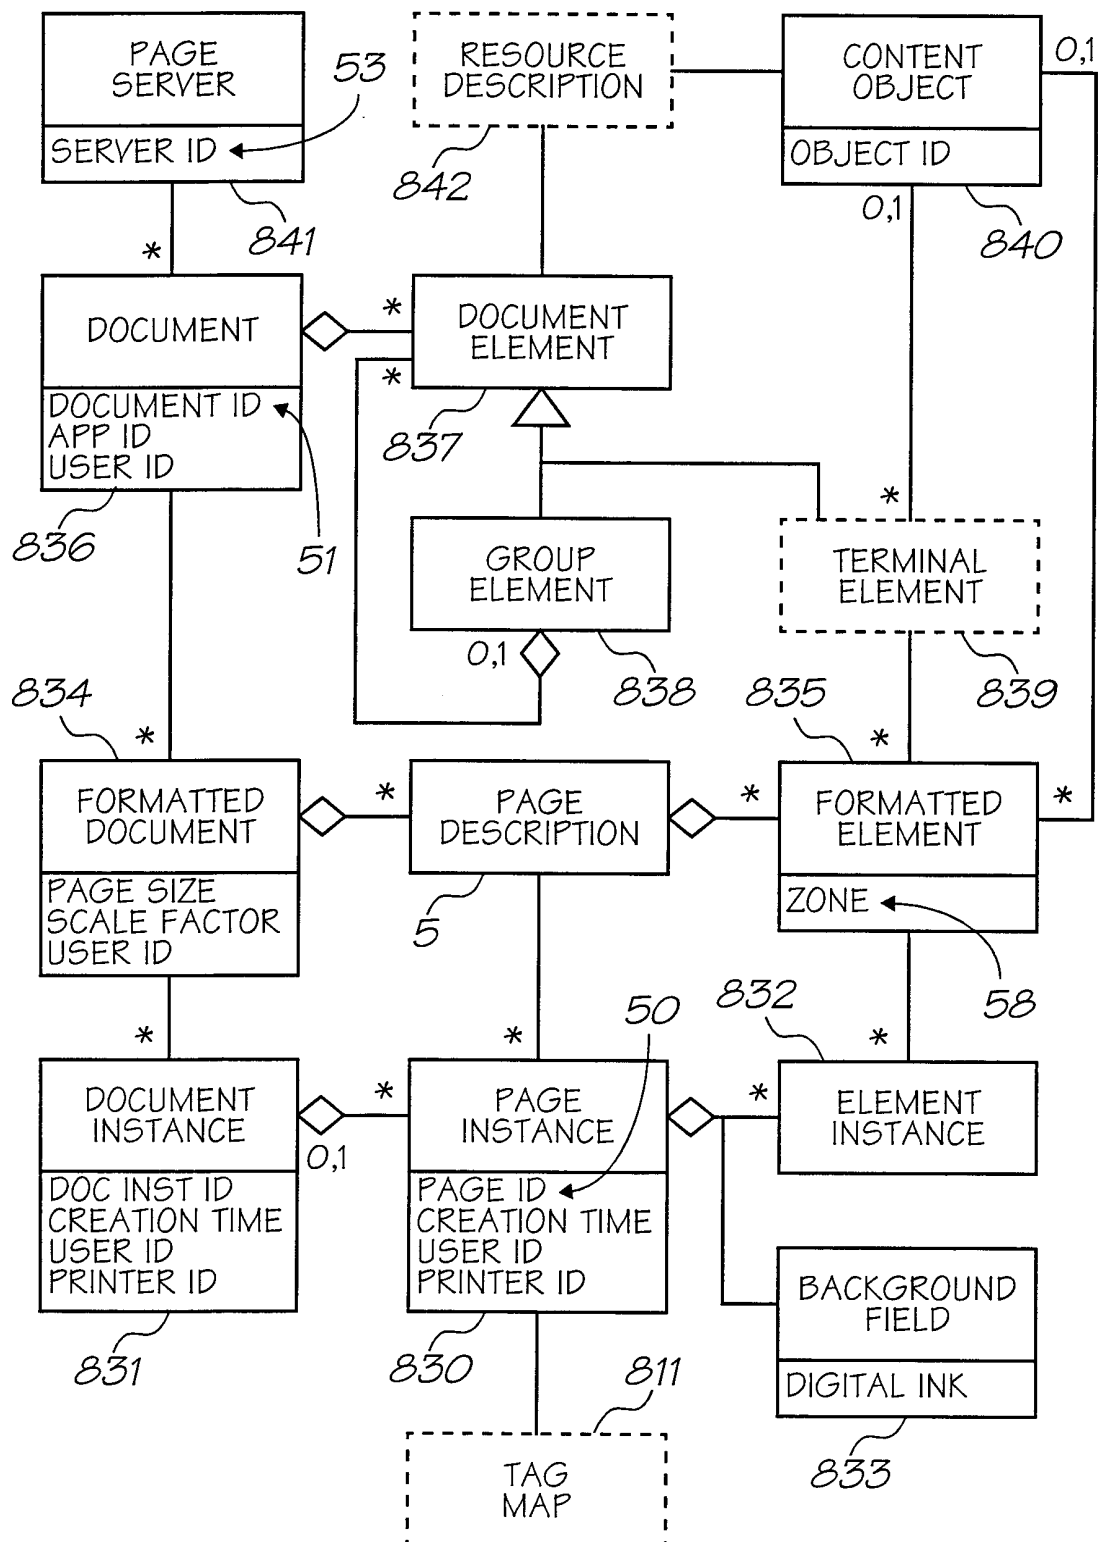 PAGE
SERVER
53
SERVER ID
841
*
RESOURCE
DESCRIPTION
842
CONTENT
OBJECT
0,1
OBJECT ID
0,1
840
DOCUMENT
DOCUMENT ID
APP ID
USER ID
836
51
*
*
DOCUMENT
ELEMENT
837
GROUP
ELEMENT
0,1
838
*
TERMINAL
ELEMENT
839
834
*
FORMATTED
DOCUMENT
PAGE SIZE
SCALE FACTOR
USER ID
*
PAGE
DESCRIPTION
5
835
*
*
*
FORMATTED
ELEMENT
ZONE
58
*
DOCUMENT
INSTANCE
0,1
DOC INST ID
CREATION TIME
USER ID
PRINTER ID
831
*
*
50
PAGE
INSTANCE
PAGE ID
CREATION TIME
USER ID
PRINTER ID
830
832
*
*
ELEMENT
INSTANCE
BACKGROUND
FIELD
DIGITAL INK
833
811
TAG
MAP